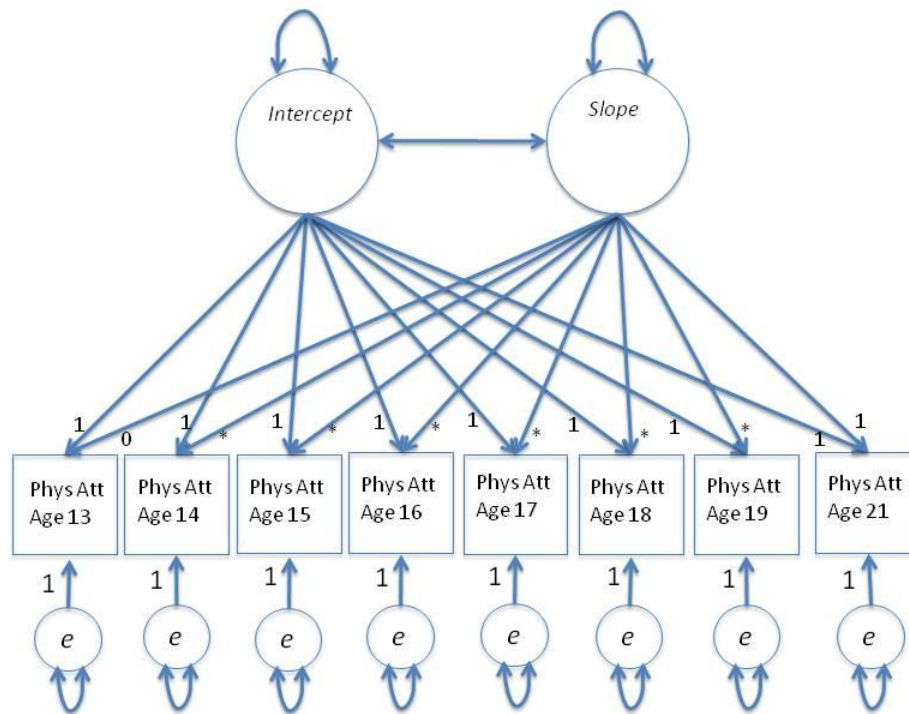 Intercept
Slope
1 0 1 * 1 * 1 * 1 * 1 * 1 * 1 1
Phys Att
Age 13
Phys Att
Age 14
Phys Att
Age 15
Phys Att
Age 16
Phys Att
Age 17
Phys Att
Age 18
Phys Att
Age 19
Phys Att
Age 21
1 1 1 1 1 1 1 1
e e e e e e e e